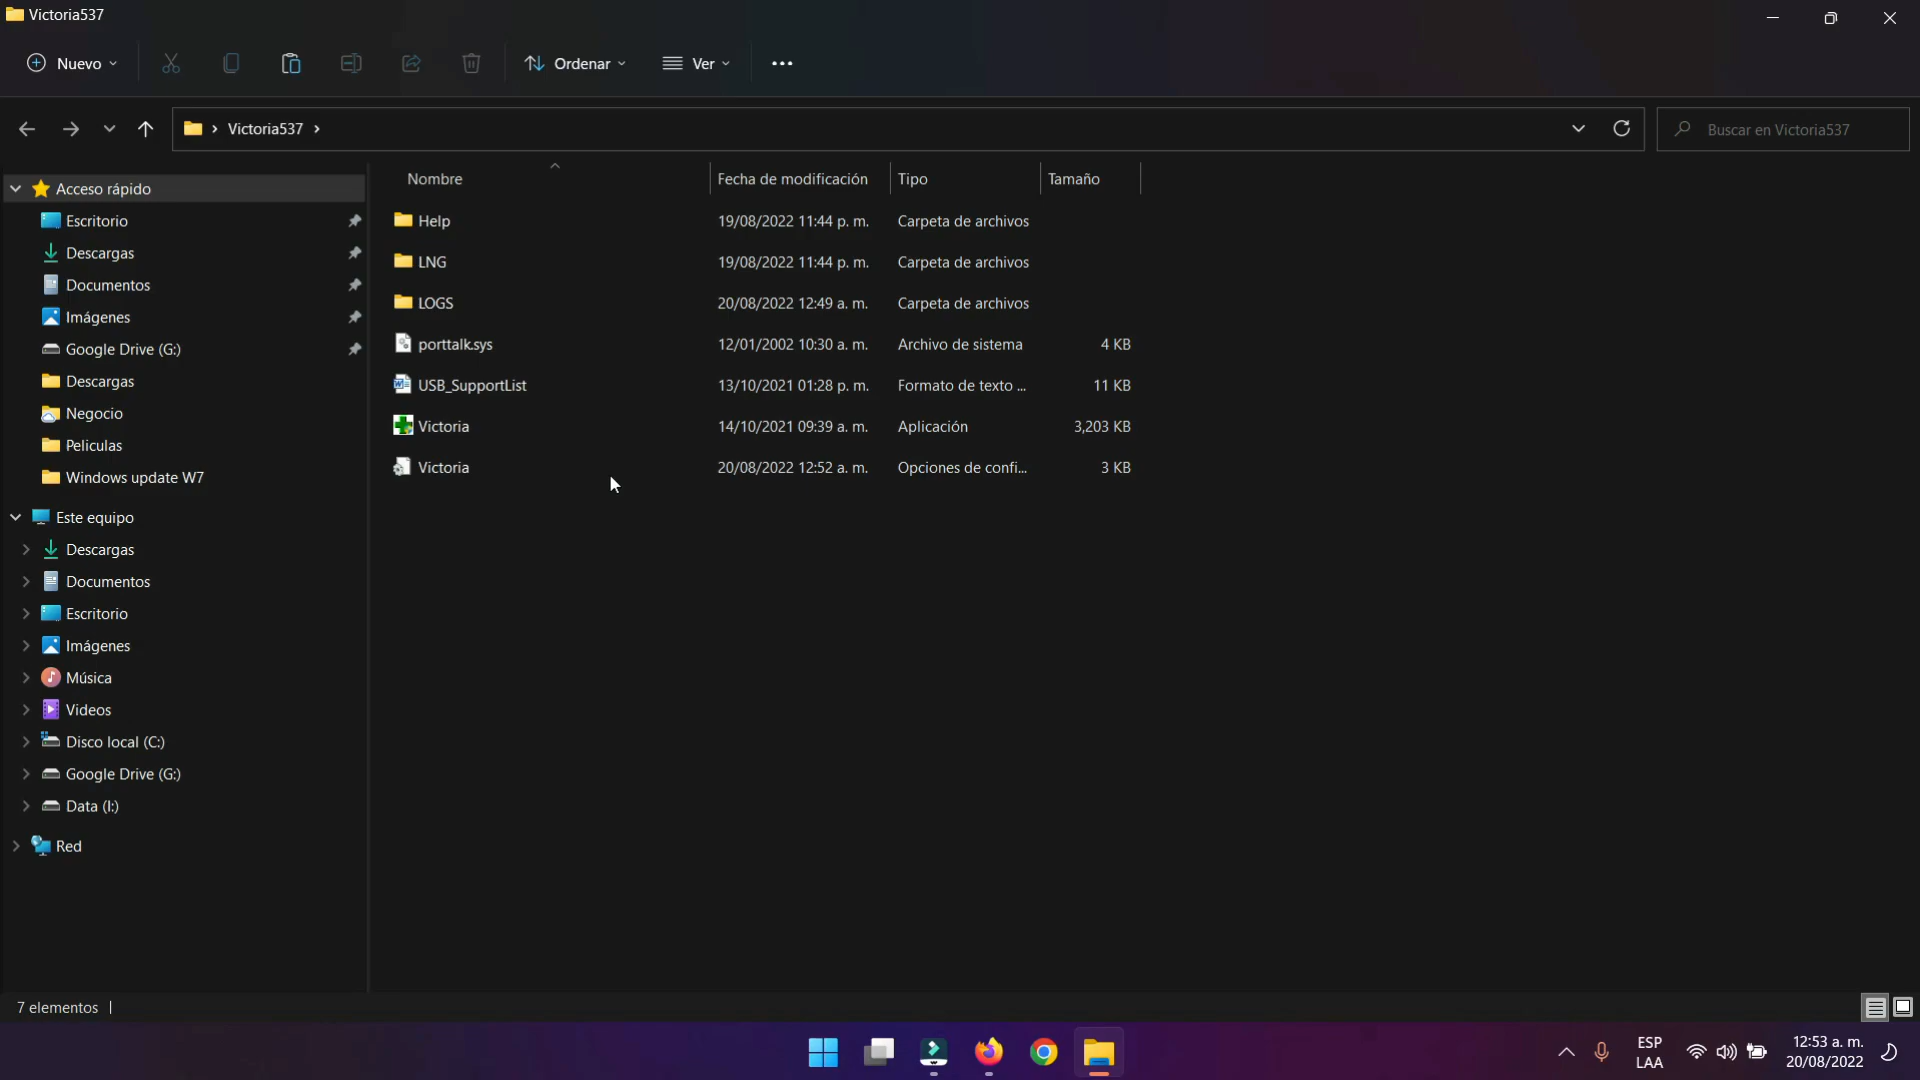 Victoria537
Nuevo
Ordenar
Ver
Victoria537
Buscar en Victoria537
Nombre Fecha de modificación Tipo Tamaño
Acceso rápido
Escritorio
Descargas
Documentos
Imágenes
Google Drive (G:)
Descargas
Negocio
Peliculas
Windows update W7
Este equipo
Descargas
Documentos
Escritorio
Imágenes
Música
Videos
Disco local (C:)
Google Drive (G:)
Data (I:)
Red
Help 19/08/2022 11:44 p. m. Carpeta de archivos
LNG 19/08/2022 11:44 p. m. Carpeta de archivos
LOGS 20/08/2022 12:49 a. m. Carpeta de archivos
porttalk.sys 12/01/2002 10:30 a. m. Archivo de sistema 4 KB
USB_SupportList 13/10/2021 01:28 p. m. Formato de texto ... 11 KB
Victoria 14/10/2021 09:39 a. m. Aplicación 3,203 KB
Victoria 20/08/2022 12:52 a. m. Opciones de confi... 3 KB
7 elementos
ESP
LAA
12:53 a. m.
20/08/2022